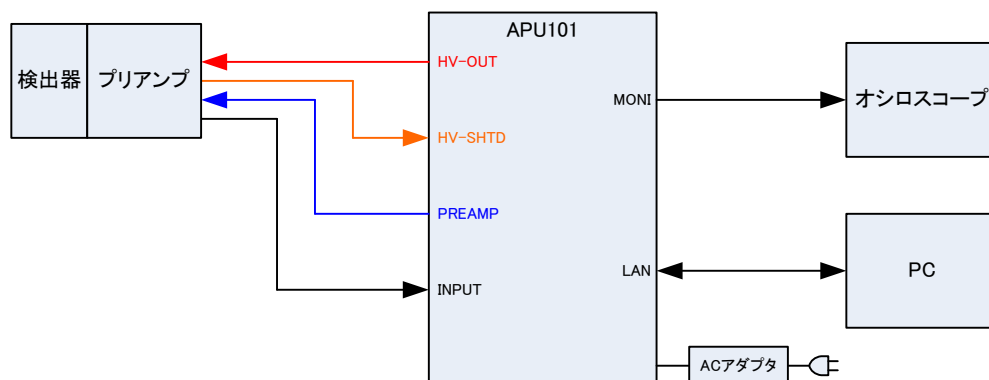 APU101
検出器
プリアンプ
HV-OUT
HV-SHTD
PREAMP
INPUT
MONI
LAN
オシロスコープ
PC
ACアダプタ